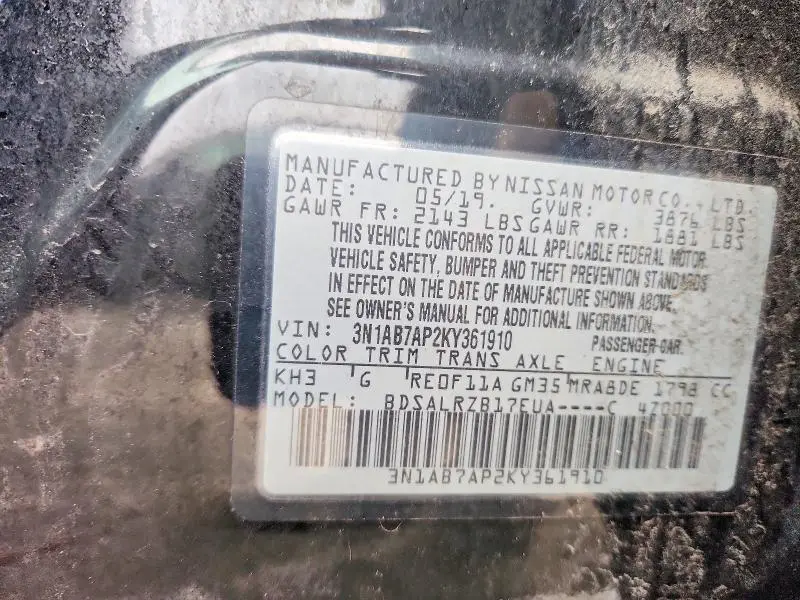 MANUFACTURED BY NISSAN MOTOR CO., LTD.
DATE: 05/19. GVWR: 3876 LBS
GAWR FR: 2143 LBS GAWR RR: 1881 LBS
THIS VEHICLE CONFORMS TO ALL APPLICABLE FEDERAL MOTOR
VEHICLE SAFETY, BUMPER AND THEFT PREVENTION STANDARDS
IN EFFECT ON THE DATE OF MANUFACTURE SHOWN ABOVE.
SEE OWNER'S MANUAL FOR ADDITIONAL INFORMATION.
VIN: 3N1AB7AP2KY361910 PASSENGER CAR.
COLOR TRIM TRANS AXLE ENGINE
KH3 G RE0F11A GM35 MRA8DE 1798 CC
MODEL: BDSALRZB17EUA----C 47000
3N1AB7AP2KY361910